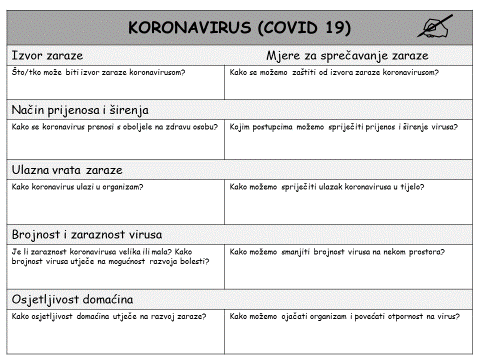 KORONAVIRUS (COVID 19)
Izvor zaraze
Mjere za sprečavanje zaraze
Što/tko može biti izvor zaraze koronavirusom?
Kako se možemo zaštiti od izvora zaraze koronavirusom?
Način prijenosa i širenja
Kako se koronavirus prenosi s oboljele na zdravu osobu?
Kojim postupcima možemo spriječiti prijenos i širenje virusa?
Ulazna vrata zaraze
Kako koronavirus ulazi u organizam?
Kako možemo spriječiti ulazak koronavirusa u tijelo?
Brojnost i zaraznost virusa
Je li zaraznost koronavirusa velika ili mala? Kako
brojnost virusa utječe na mogućnost razvoja bolesti?
Kako možemo smanjiti brojnost virusa na nekom prostora?
Osjetljivost domaćina
Kako osjetljivost domaćina utječe na razvoj zaraze?
Kako možemo ojačati organizam i povećati otpornost na virus?